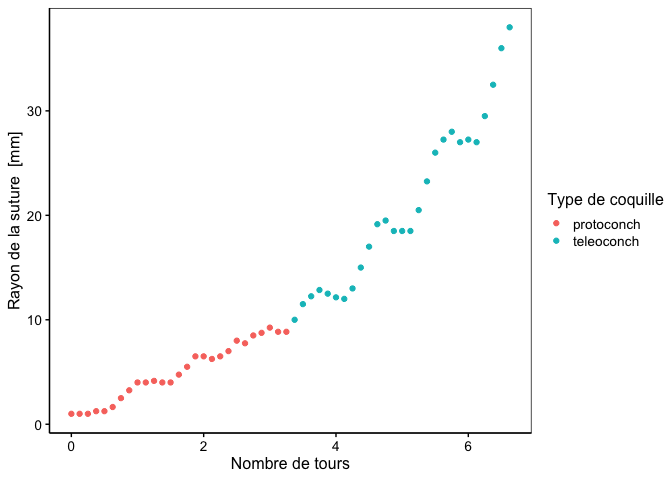 30
20
10
0
0 2 4 6
Nombre de tours
Rayon de la suture [mm]
Type de coquille
protoconch
teleoconch